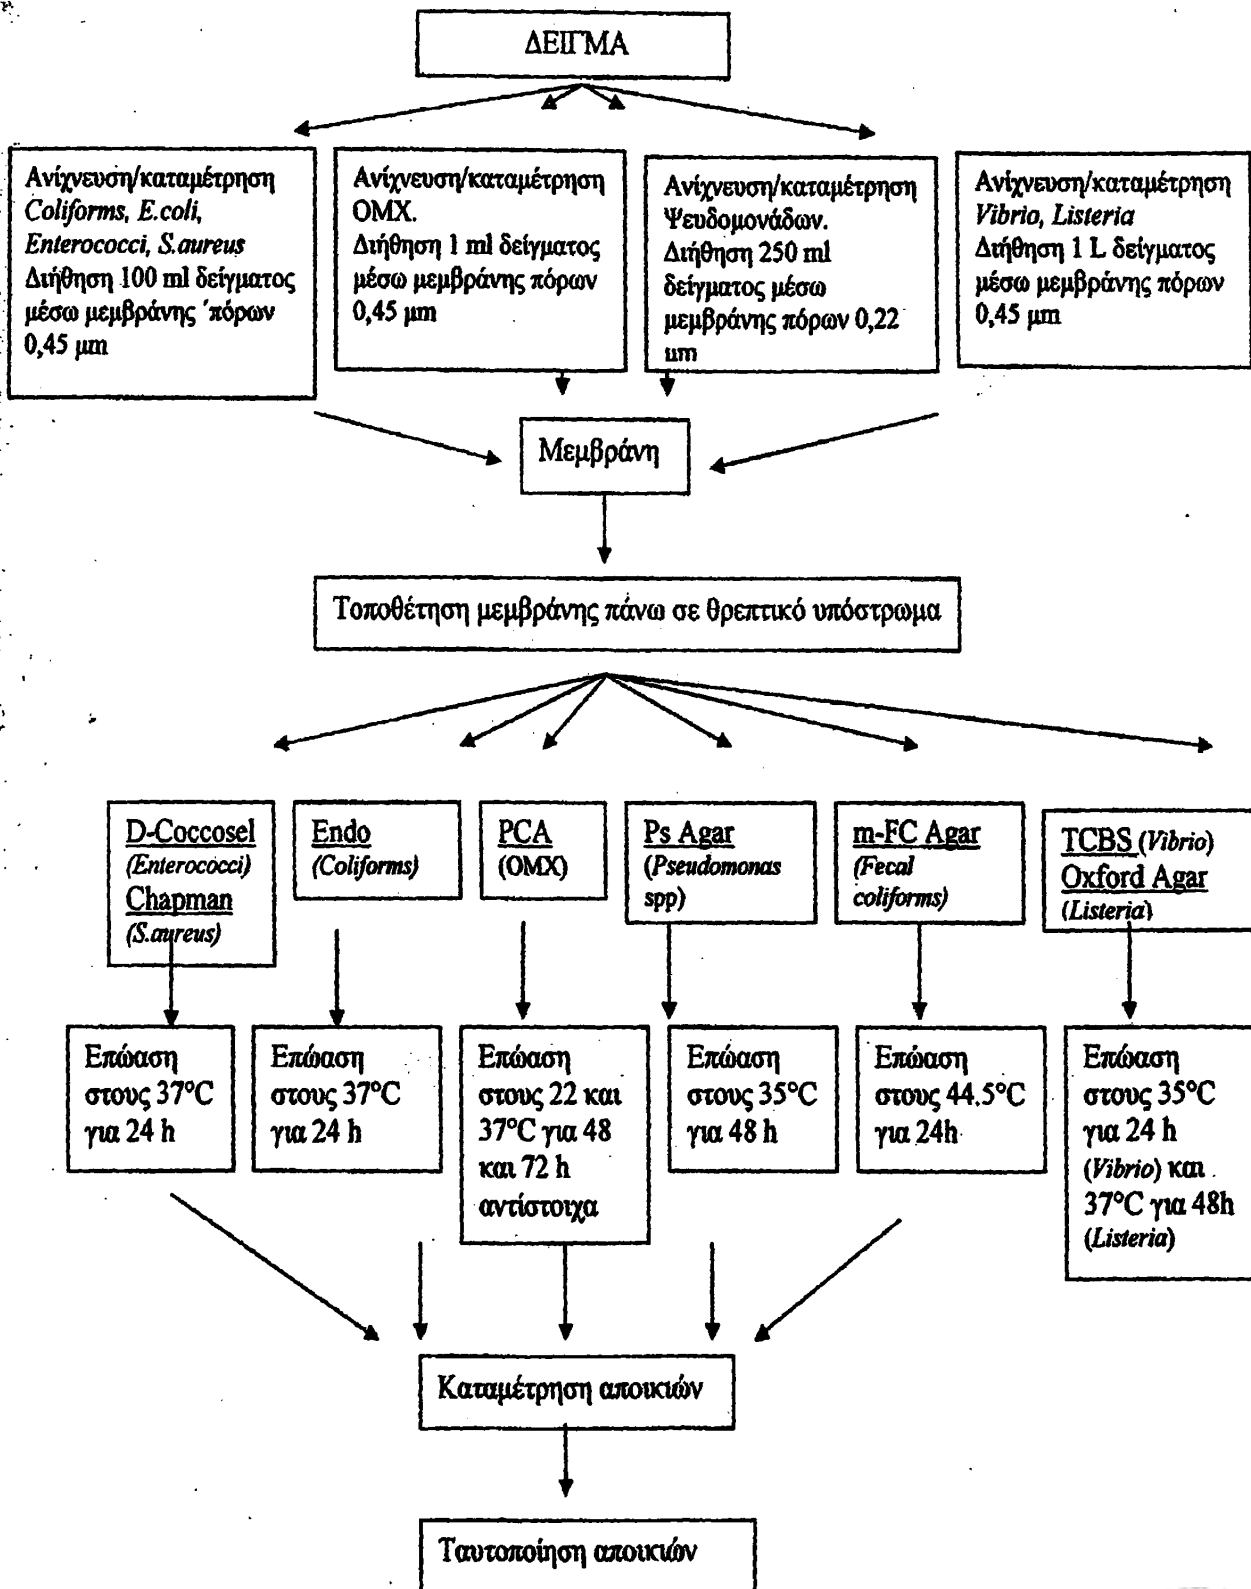 ΔΕΙΓΜΑ
Ανίχνευση/καταμέτρηση
Coliforms, E.coli,
Enterococci, S.aureus
Διήθηση 100 ml δείγματος
μέσω μεμβράνης πόρων
0,45 μm
Ανίχνευση/καταμέτρηση
ΟΜΧ.
Διήθηση 1 ml δείγματος
μέσω μεμβράνης πόρων
0,45 μm
Ανίχνευση/καταμέτρηση
Ψευδομονάδων.
Διήθηση 250 ml
δείγματος μέσω
μεμβράνης πόρων 0,22
μm
Ανίχνευση/καταμέτρηση
Vibrio, Listeria
Διήθηση 1 L δείγματος
μέσω μεμβράνης πόρων
0,45 μm
Μεμβράνη
Τοποθέτηση μεμβράνης πάνω σε θρεπτικό υπόστρωμα
D-Coccosel
(Enterococci)
Chapman
(S.aureus)
Endo
(Coliforms)
PCA
(ΟΜΧ)
Ps Agar
(Pseudomonas
spp)
m-FC Agar
(Fecal
coliforms)
TCBS (Vibrio)
Oxford Agar
(Listeria)
Επώαση
στους 37°C
για 24 h
Επώαση
στους 37°C
για 24 h
Επώαση
στους 22 και
37°C για 48
και 72 h
αντίστοιχα
Επώαση
στους 35°C
για 48 h
Επώαση
στους 44.5°C
για 24h
Επώαση
στους 35°C
για 24 h
(Vibrio) και
37°C για 48h
(Listeria)
Καταμέτρηση αποικιών
Ταυτοποίηση αποικιών